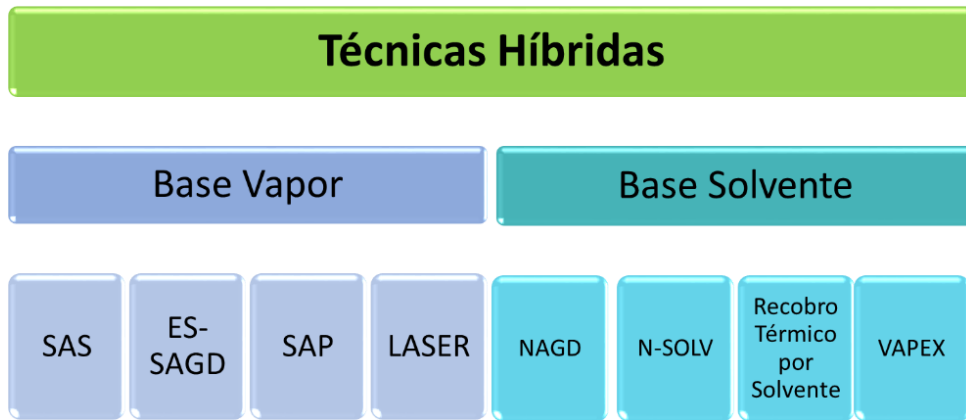 Técnicas Híbridas
Base Vapor
Base Solvente
SAS
ES-
SAGD
SAP
LASER
NAGD
N-SOLV
Recobro
Térmico
por
Solvente
VAPEX